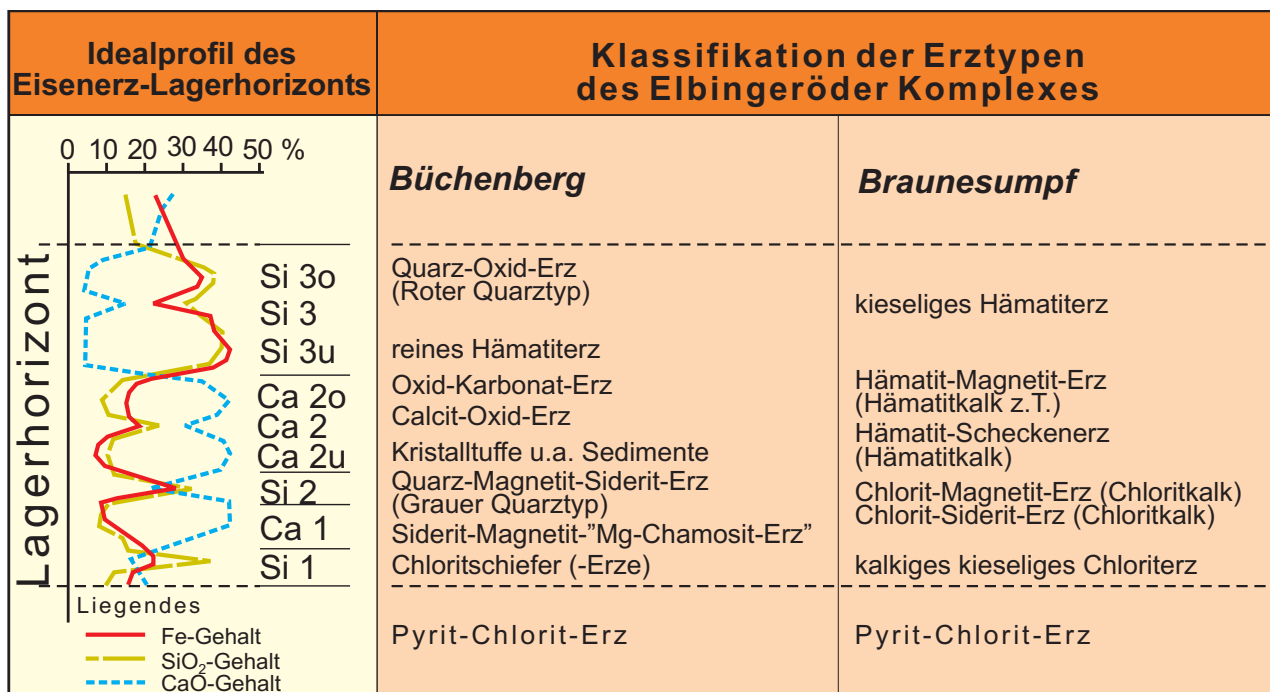 Idealprofil des
Eisenerz-Lagerhorizonts
Klassifikation der Erztypen
des Elbingeröder Komplexes
0 10 20 30 40 50 %
Lagerhorizont
Si 3o
Si 3
Si 3u
Ca 2o
Ca 2
Ca 2u
Si 2
Ca 1
Si 1
Liegendes
Fe-Gehalt
SiO₂-Gehalt
CaO-Gehalt
Büchenberg
Quarz-Oxid-Erz
(Roter Quarztyp)
reines Hämatiterz
Oxid-Karbonat-Erz
Calcit-Oxid-Erz
Kristalltuffe u.a. Sedimente
Quarz-Magnetit-Siderit-Erz
(Grauer Quarztyp)
Siderit-Magnetit-"Mg-Chamosit-Erz"
Chloritschiefer (-Erze)
Pyrit-Chlorit-Erz
Braunesumpf
kieseliges Hämatiterz
Hämatit-Magnetit-Erz
(Hämatitkalk z.T.)
Hämatit-Scheckenerz
(Hämatitkalk)
Chlorit-Magnetit-Erz (Chloritkalk)
Chlorit-Siderit-Erz (Chloritkalk)
kalkiges kieseliges Chloriterz
Pyrit-Chlorit-Erz